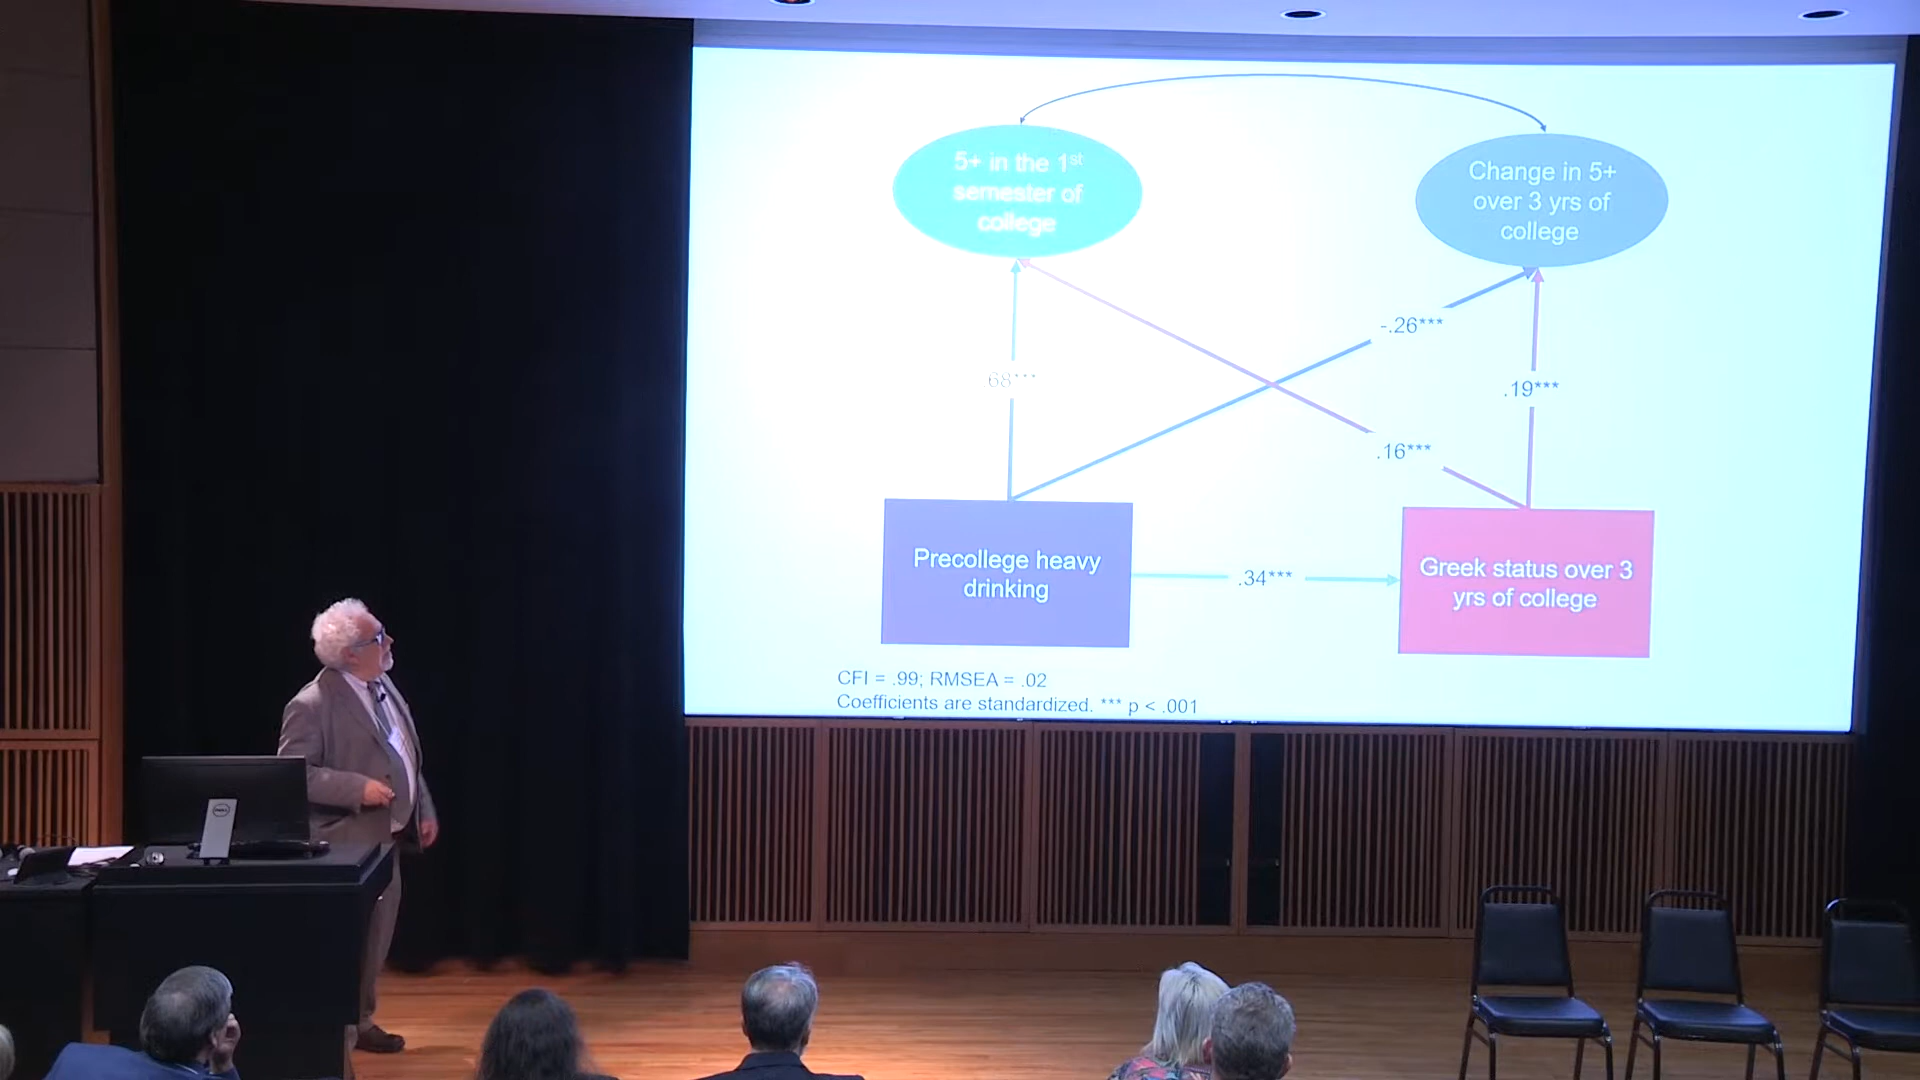 5+ in the 1st
semester of
college
Change in 5+
over 3 yrs of
college
-.26***
.68***
.19***
.16***
Precollege heavy
drinking
.34***
Greek status over 3
yrs of college
CFI = .99; RMSEA = .02
Coefficients are standardized. *** p < .001
DELL